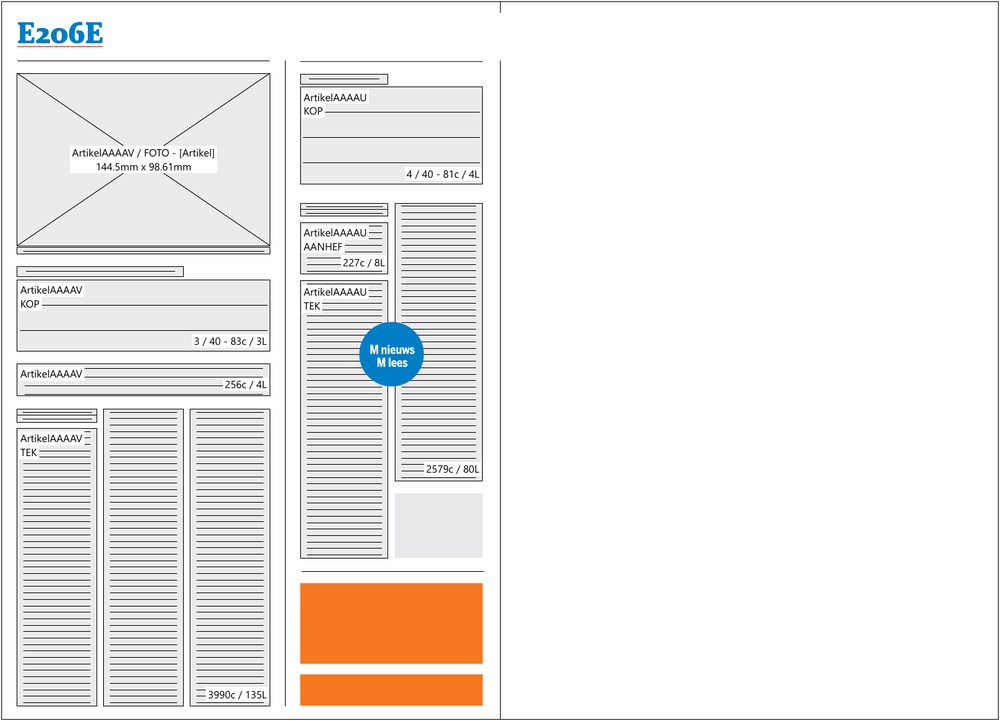 E206E
ArtikelAAAAV / FOTO - [Artikel]
144.5mm x 98.61mm
ArtikelAAAAV
KOP
3 / 40 - 83c / 3L
ArtikelAAAAV
256c / 4L
ArtikelAAAAV
TEK
3990c / 135L
ArtikelAAAAU
KOP
4 / 40 - 81c / 4L
ArtikelAAAAU
AANHEF
227c / 8L
ArtikelAAAAU
TEK
M nieuws
M lees
2579c / 80L